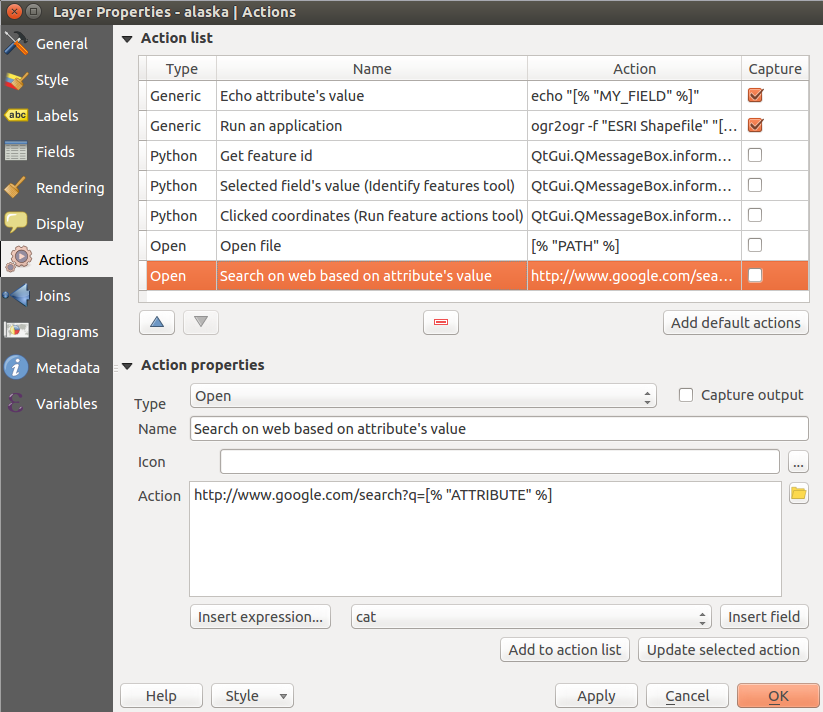 Layer Properties - alaska | Actions
General
Style
abc Labels
Fields
Rendering
Display
Actions
Joins
Diagrams
i Metadata
ε Variables
Action list
Type Name Action Capture
Generic Echo attribute's value echo "[% "MY_FIELD" %]"
Generic Run an application ogr2ogr -f "ESRI Shapefile" "[...
Python Get feature id QtGui.QMessageBox.inform...
Python Selected field's value (Identify features tool) QtGui.QMessageBox.inform...
Python Clicked coordinates (Run feature actions tool) QtGui.QMessageBox.inform...
Open Open file [% "PATH" %]
Open Search on web based on attribute's value http://www.google.com/sea...
Add default actions
Action properties
Type Open Capture output
Name Search on web based on attribute's value
Icon ...
Action http://www.google.com/search?q=[% "ATTRIBUTE" %]
Insert expression... cat Insert field
Add to action list Update selected action
Help Style Apply Cancel OK